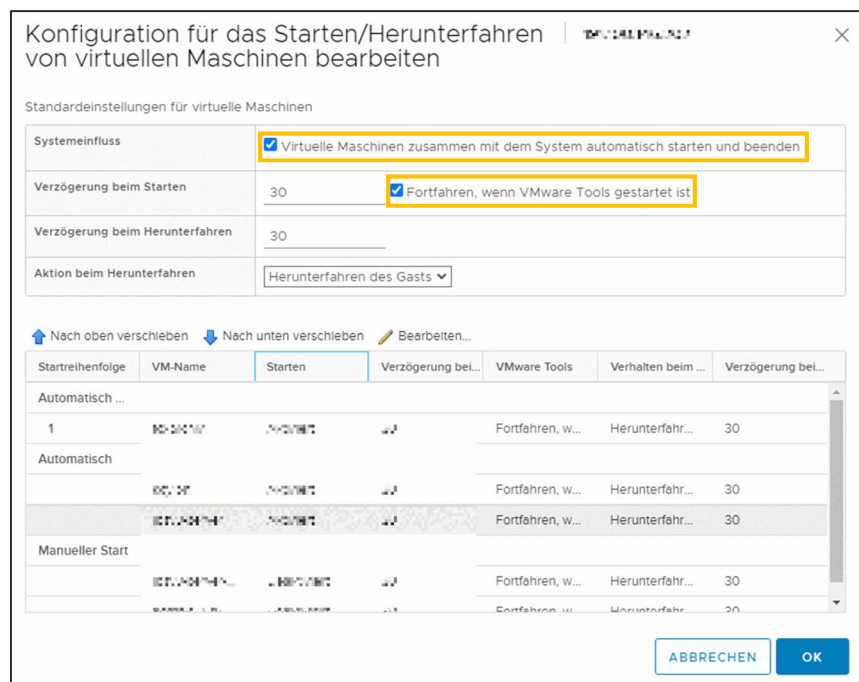 Konfiguration für das Starten/Herunterfahren
von virtuellen Maschinen bearbeiten
Standardeinstellungen für virtuelle Maschinen
Systemeinfluss Virtuelle Maschinen zusammen mit dem System automatisch starten und beenden
Verzögerung beim Starten 30 Fortfahren, wenn VMware Tools gestartet ist
Verzögerung beim Herunterfahren 30
Aktion beim Herunterfahren Herunterfahren des Gasts
Nach oben verschieben Nach unten verschieben Bearbeiten...
Startreihenfolge VM-Name Starten Verzögerung bei... VMware Tools Verhalten beim ... Verzögerung bei...
Automatisch ...
1 Fortfahren, w... Herunterfahr... 30
Automatisch
Fortfahren, w... Herunterfahr... 30
Fortfahren, w... Herunterfahr... 30
Manueller Start
Fortfahren, w... Herunterfahr... 30
Fortfahren, w... Herunterfahr... 30
ABBRECHEN OK